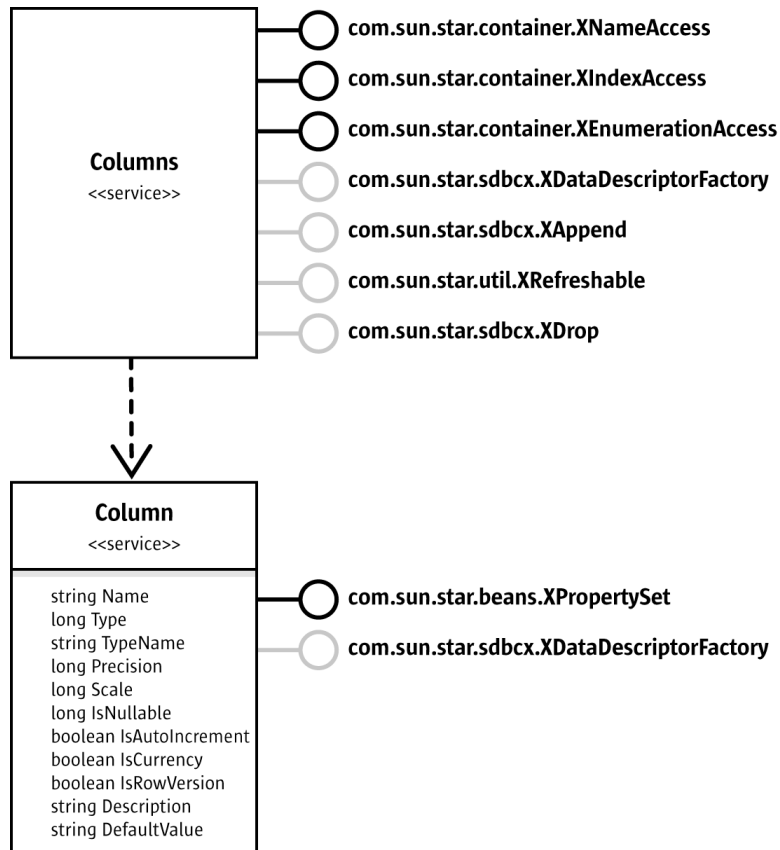 com.sun.star.container.XNameAccess
com.sun.star.container.XIndexAccess
com.sun.star.container.XEnumerationAccess
Columns
<<service>>
com.sun.star.sdbcx.XDataDescriptorFactory
com.sun.star.sdbcx.XAppend
com.sun.star.util.XRefreshable
com.sun.star.sdbcx.XDrop
Column
<<service>>
string Name
long Type
string TypeName
long Precision
long Scale
long IsNullable
boolean IsAutoIncrement
boolean IsCurrency
boolean IsRowVersion
string Description
string DefaultValue
com.sun.star.beans.XPropertySet
com.sun.star.sdbcx.XDataDescriptorFactory